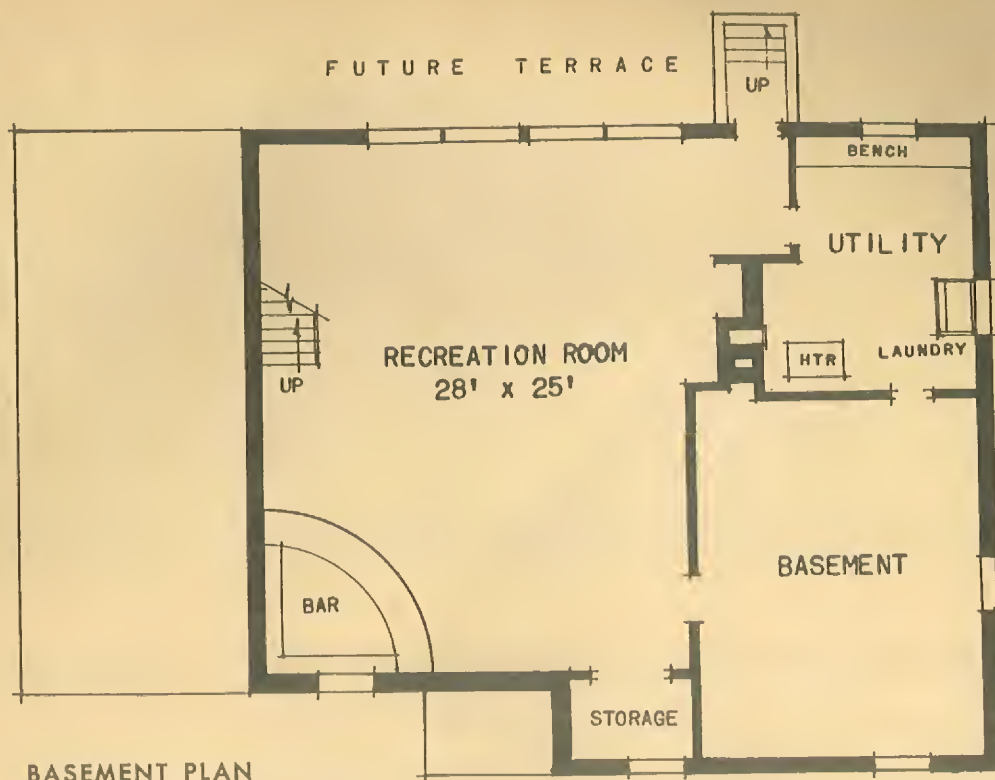 FUTURE TERRACE
UP
BENCH
UTILITY
LAUNDRY
HTR
RECREATION ROOM
28' X 25'
UP
BASEMENT
BAR
STORAGE
BASEMENT PLAN